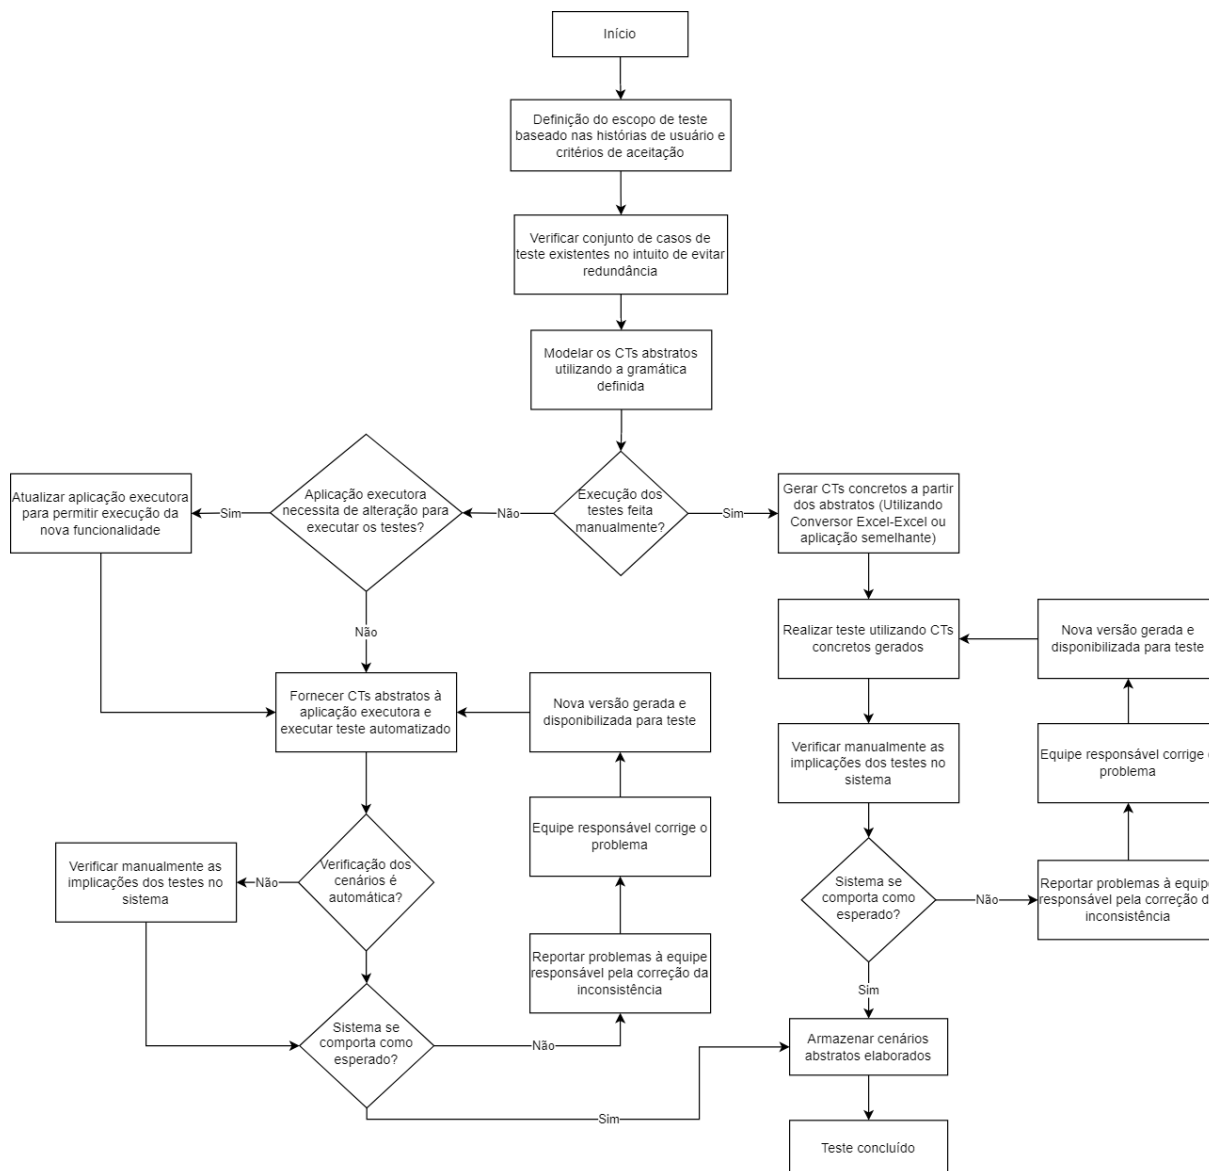 Início
Definição do escopo de teste
baseado nas histórias de usuário e
critérios de aceitação
Verificar conjunto de casos de
teste existentes no intuito de evitar
redundância
Modelar os CTs abstratos
utilizando a gramática
definida
Execução dos
testes feita
manualmente?
Não
Sim
Aplicação executora
necessita de alteração para
executar os testes?
Sim
Não
Atualizar aplicação executora
para permitir execução da
nova funcionalidade
Fornecer CTs abstratos à
aplicação executora e
executar teste automatizado
Verificação dos
cenários é
automática?
Não
Verificar manualmente as
implicações dos testes no
sistema
Sistema se
comporta como
esperado?
Não
Sim
Reportar problemas à equipe
responsável pela correção da
inconsistência
Equipe responsável corrige o
problema
Nova versão gerada e
disponibilizada para teste
Gerar CTs concretos a partir
dos abstratos (Utilizando
Conversor Excel-Excel ou
aplicação semelhante)
Realizar teste utilizando CTs
concretos gerados
Verificar manualmente as
implicações dos testes no
sistema
Sistema se
comporta como
esperado?
Não
Sim
Reportar problemas à equipe
responsável pela correção da
inconsistência
Equipe responsável corrige o
problema
Nova versão gerada e
disponibilizada para teste
Armazenar cenários
abstratos elaborados
Teste concluído